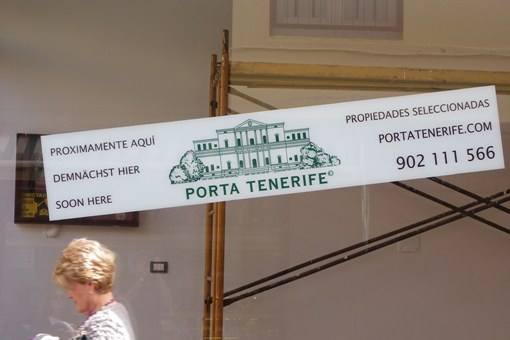 PROXIMAMENTE AQUÍ
DEMNÄCHST HIER
SOON HERE
PORTA TENERIFE©
PROPIEDADES SELECCIONADAS
PORTATENERIFE.COM
902 111 566